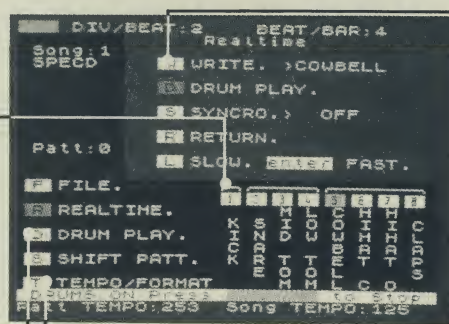 DIV/BEAT:2 BEAT/BAR:4
Song:1
SPECD
Realtime
WRITE. >COWBELL
DRUM PLAY.
S SYNCRO.> OFF
R RETURN.
L SLOW. enter FAST.
Patt:0
F FILE.
R REALTIME.
D DRUM PLAY.
S SHIFT PATT.
T TEMPO/FORMAT
1 2 3 4 5 6 7 8
KICK
SNARE
MID TOM
LOW TOM
COWBELL
CLAPS
DRUMS ON Press to Stop
Patt TEMPO:253 Song TEMPO:125